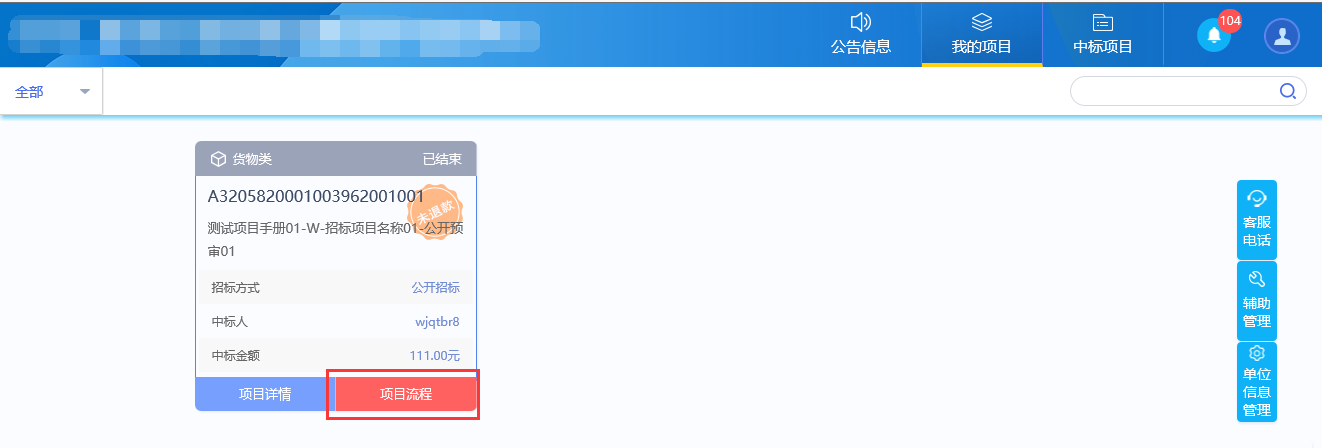 公告信息
我的项目
中标项目
104
全部
货物类
已结束
A3205820001003962001001
未退款
测试项目手册01-W-招标项目名称01-公开预
审01
招标方式
公开招标
中标人
wjqtbr8
中标金额
111.00元
项目详情
项目流程
客服
电话
辅助
管理
单位
信息
管理